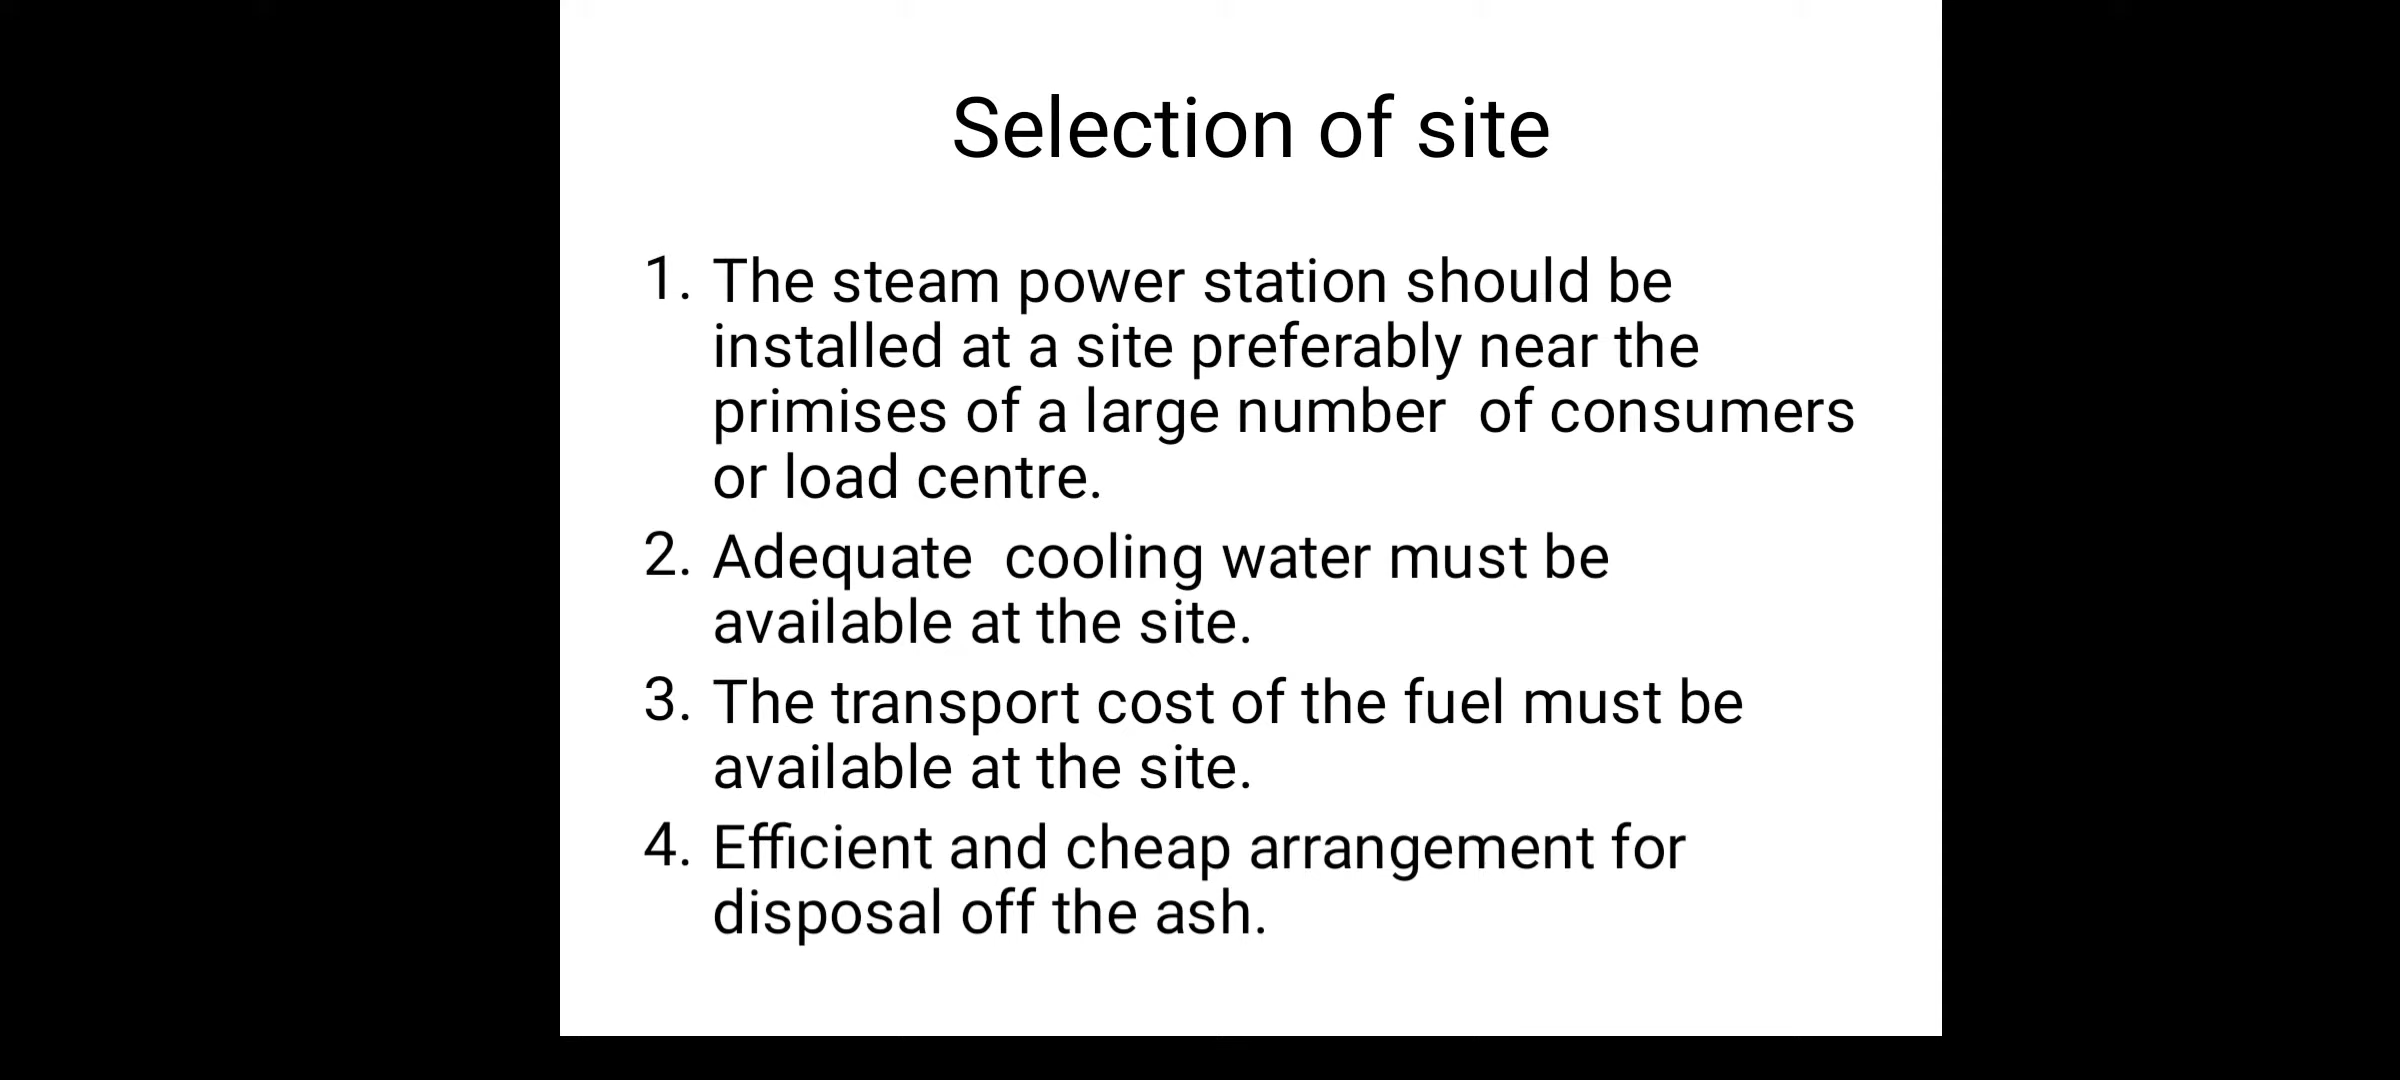 Selection of site
1. The steam power station should be
installed at a site preferably near the
primises of a large number  of consumers
or load centre.
2. Adequate  cooling water must be
available at the site.
3. The transport cost of the fuel must be
available at the site.
4. Efficient and cheap arrangement for
disposal off the ash.